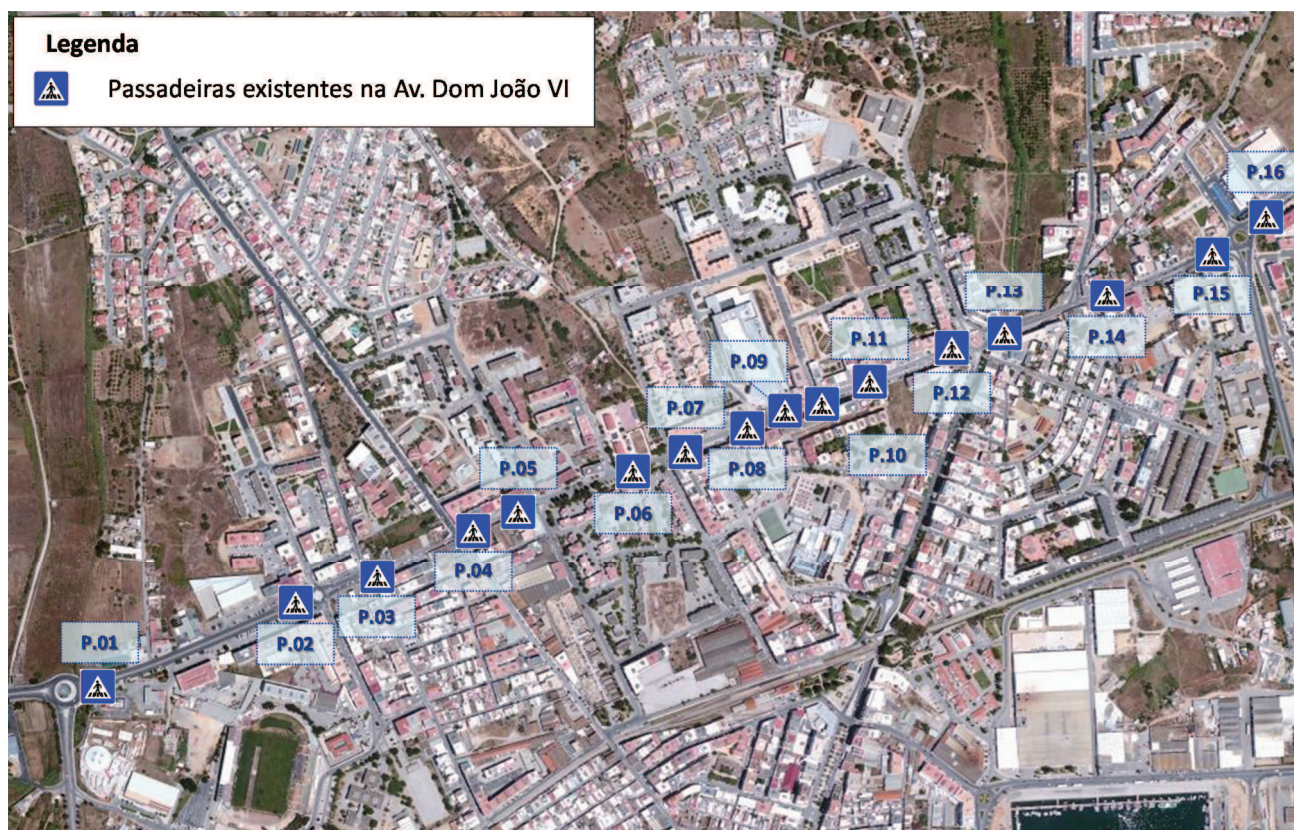 Legenda
Passadeiras existentes na Av. Dom João VI
P.16
P.13
P.15
P.11
P.14
P.09
P.12
P.07
P.10
P.08
P.05
P.06
P.04
P.03
P.01
P.02